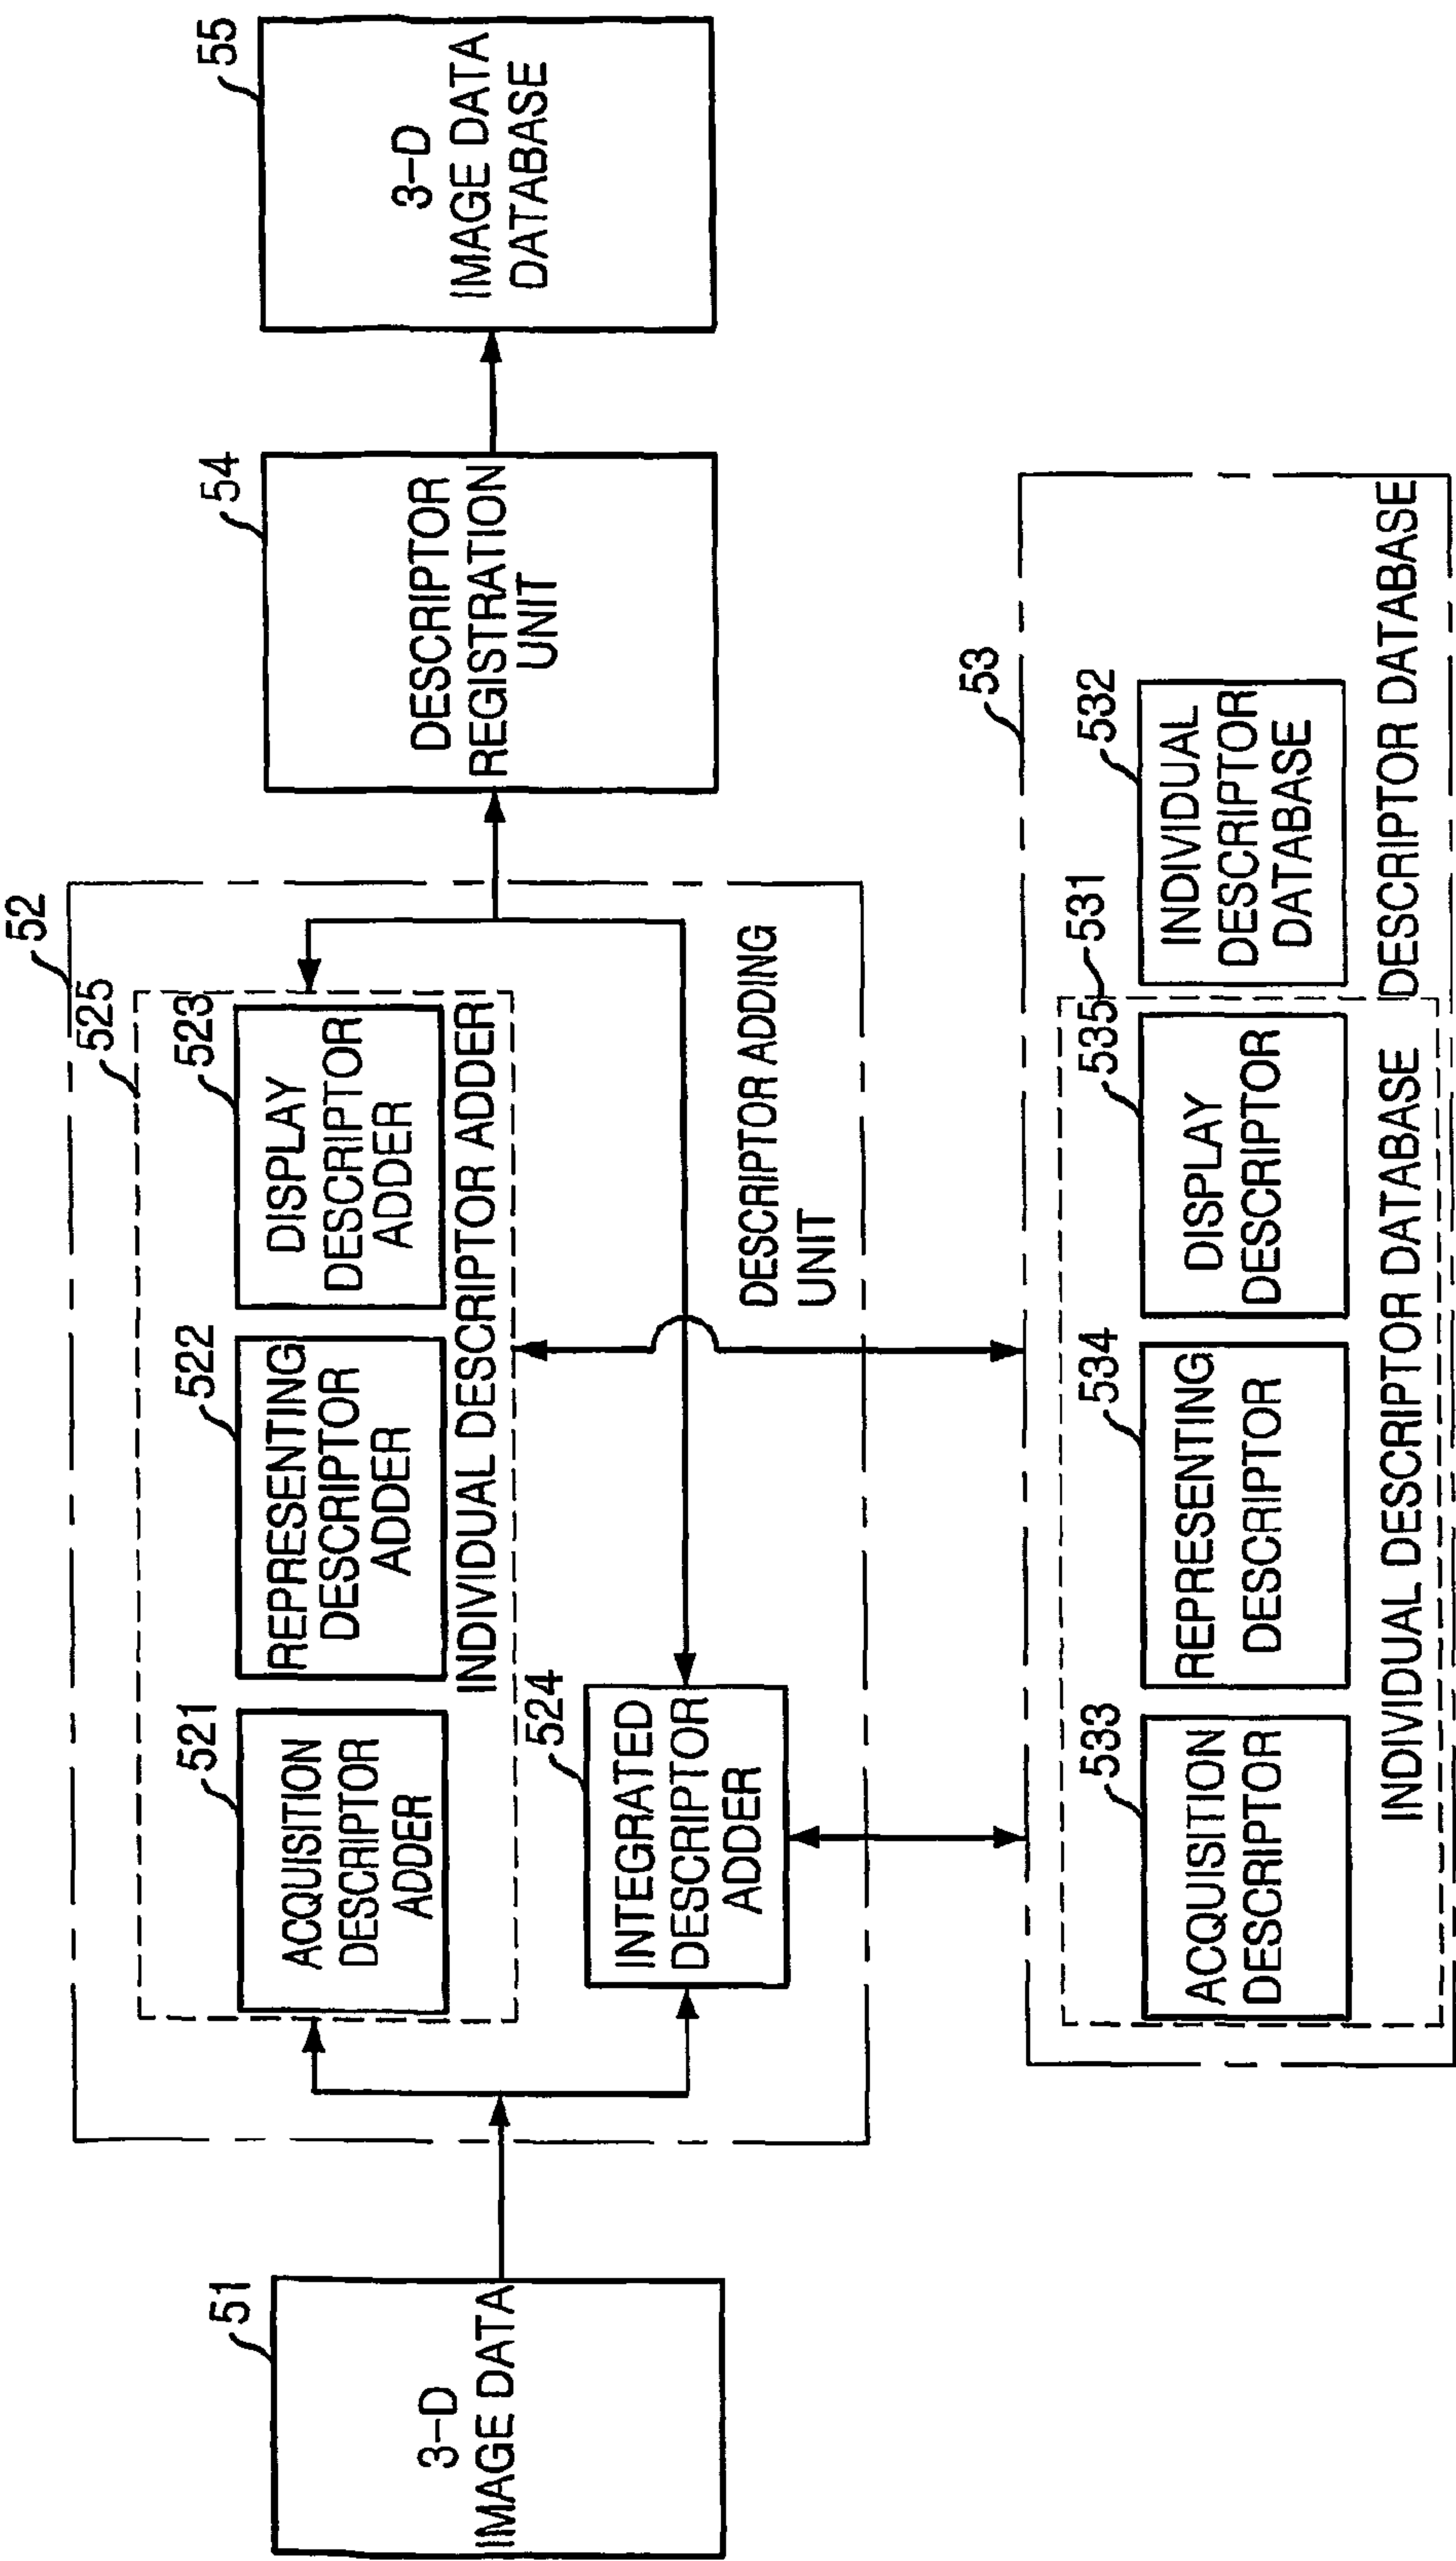 51
3-D
IMAGE DATA
52
525
521
ACQUISITION
DESCRIPTOR
ADDER
522
REPRESENTING
DESCRIPTOR
ADDER
523
DISPLAY
DESCRIPTOR
ADDER
INDIVIDUAL DESCRIPTOR ADDER
524
INTEGRATED
DESCRIPTOR
ADDER
DESCRIPTOR ADDING
UNIT
54
DESCRIPTOR
REGISTRATION
UNIT
55
3-D
IMAGE DATA
DATABASE
53
533
ACQUISITION
DESCRIPTOR
534
REPRESENTING
DESCRIPTOR
535
DISPLAY
DESCRIPTOR
531
INDIVIDUAL DESCRIPTOR DATABASE
532
INDIVIDUAL
DESCRIPTOR
DATABASE
DESCRIPTOR DATABASE